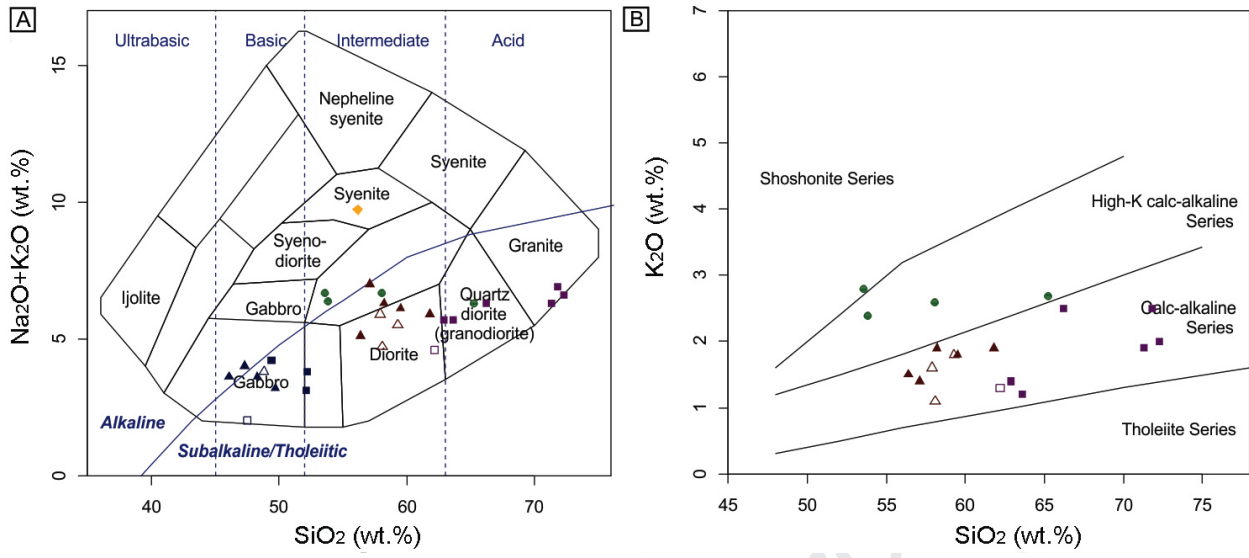 A
Ultrabasic
Basic
Intermediate
Acid
Nepheline
syenite
Syenite
Syenite
Syeno-
diorite
Granite
Ijolite
Gabbro
Quartz
diorite
(granodiorite)
Diorite
Gabbro
Alkaline
Subalkaline/Tholeiitic
Na2O+K2O (wt.%)
0
5
10
15
40
50
60
70
SiO2 (wt.%)
B
Shoshonite Series
High-K calc-alkaline
Series
Calc-alkaline
Series
Tholeiite Series
K2O (wt.%)
0
1
2
3
4
5
6
7
45
50
55
60
65
70
75
SiO2 (wt.%)